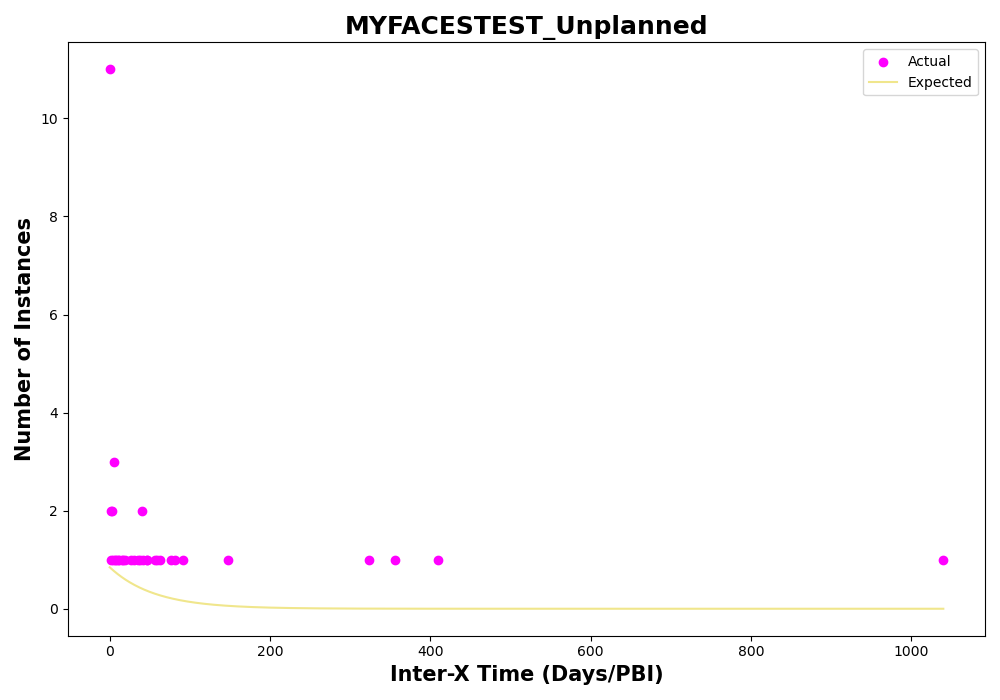 MYFACESTEST_Unplanned
Actual
Expected
10
8
6
4
2
0
Number of Instances
0 200 400 600 800 1000
Inter-X Time (Days/PBI)